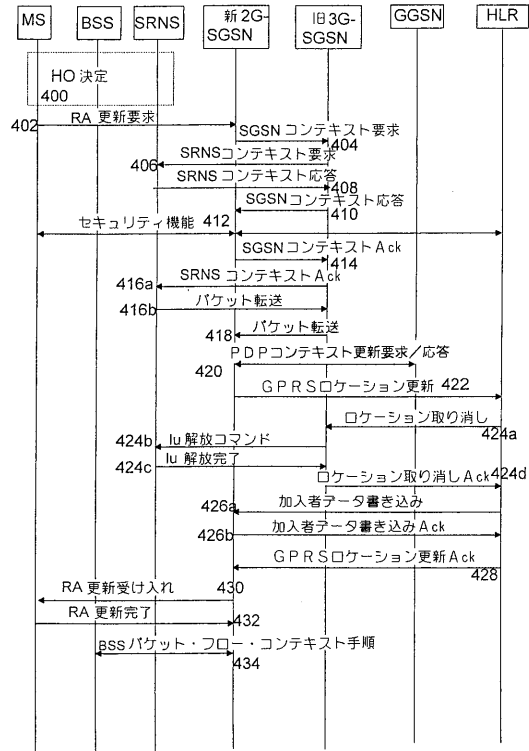 MS BSS SRNS 新2G-SGSN 旧3G-SGSN GGSN HLR
HO 決定
400
RA 更新要求
402
SGSN コンテキスト要求
404
SRNSコンテキスト要求
406
SRNS コンテキスト応答
408
SGSN コンテキスト応答
410
セキュリティ機能 412
SGSN コンテキスト Ack
414
SRNS コンテキスト Ack
416a
パケット転送
416b
パケット転送
418
PDPコンテキスト更新要求/応答
420
GPRSロケーション更新 422
ロケーション取り消し
424a
Iu 解放コマンド
424b
Iu 解放完了
424c
ロケーション取り消し Ack 424d
加入者データ書き込み
426a
加入者データ書き込み Ack
426b
GPRSロケーション更新 Ack
428
RA 更新受け入れ 430
RA 更新完了
432
BSS パケット・フロー・コンテキスト手順
434